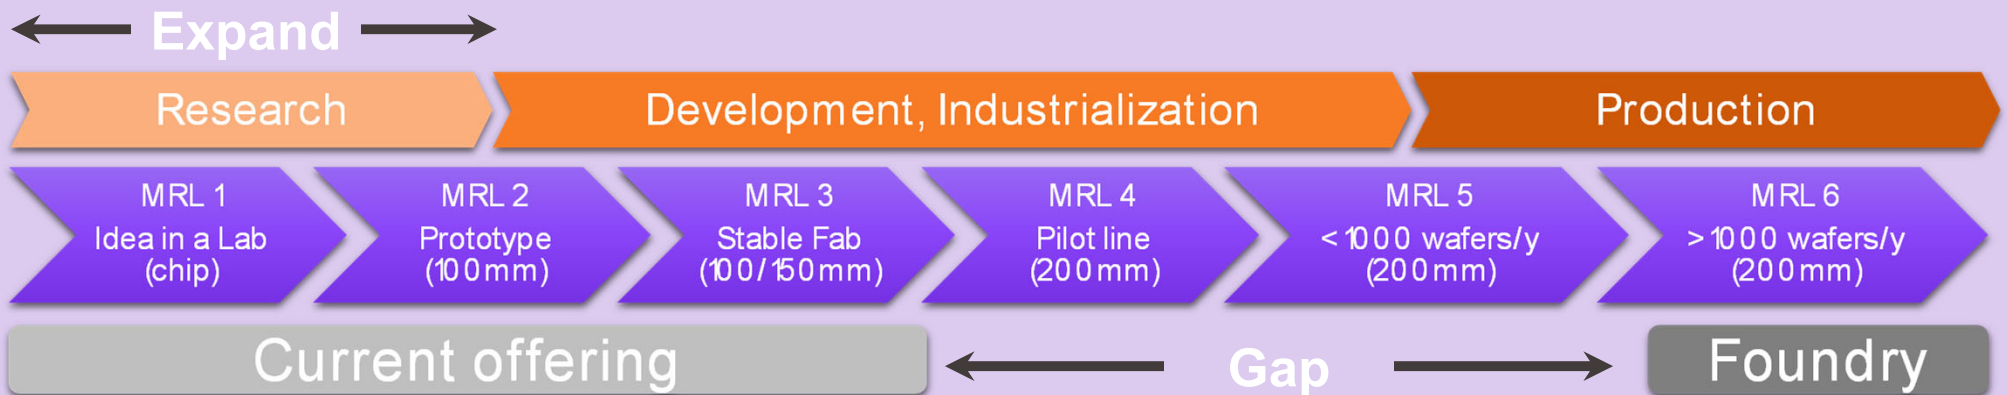 Expand
Research
Development, Industrialization
Production
MRL 1
Idea in a Lab
(chip)
MRL 2
Prototype
(100mm)
MRL 3
Stable Fab
(100/150mm)
MRL 4
Pilot line
(200mm)
MRL 5
<1000 wafers/y
(200mm)
MRL 6
>1000 wafers/y
(200mm)
Current offering
Gap
Foundry